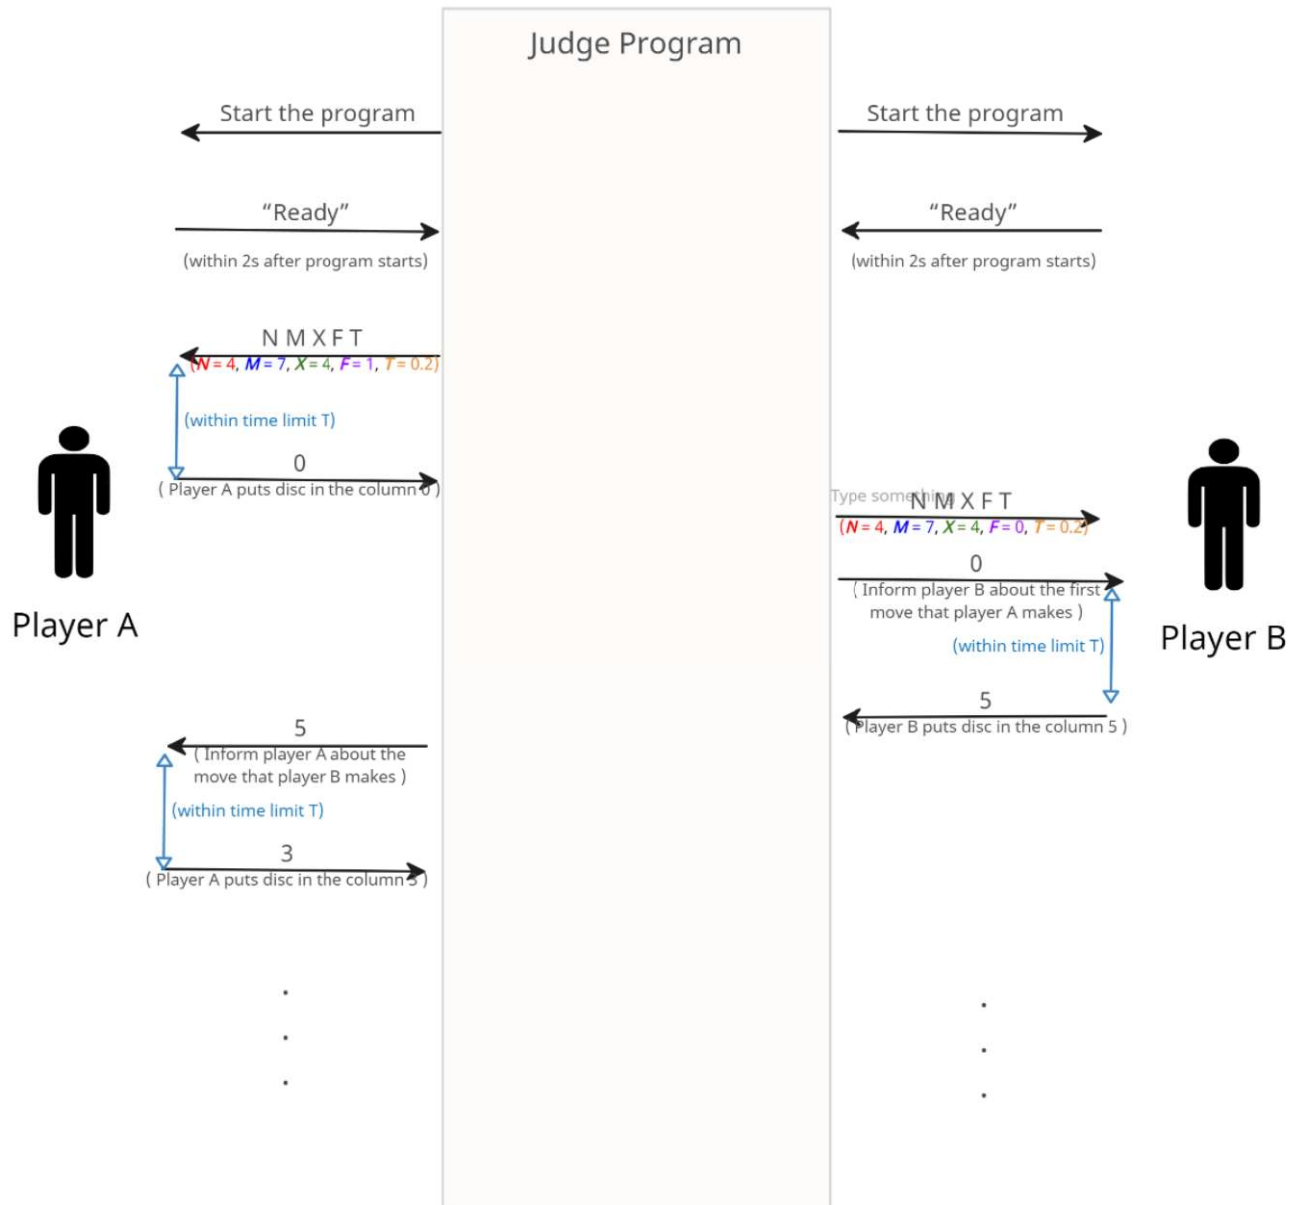 Judge Program
Start the program
Start the program
“Ready”
“Ready”
(within 2s after program starts)
(within 2s after program starts)
N M X F T
(N = 4, M = 7, X = 4, F = 1, T = 0.2)
(within time limit T)
0
( Player A puts disc in the column 0 )
Player A
Type something
N M X F T
(N = 4, M = 7, X = 4, F = 0, T = 0.2)
0
( Inform player B about the first
move that player A makes )
(within time limit T)
Player B
5
( Player B puts disc in the column 5 )
5
( Inform player A about the
move that player B makes )
(within time limit T)
3
( Player A puts disc in the column 3 )